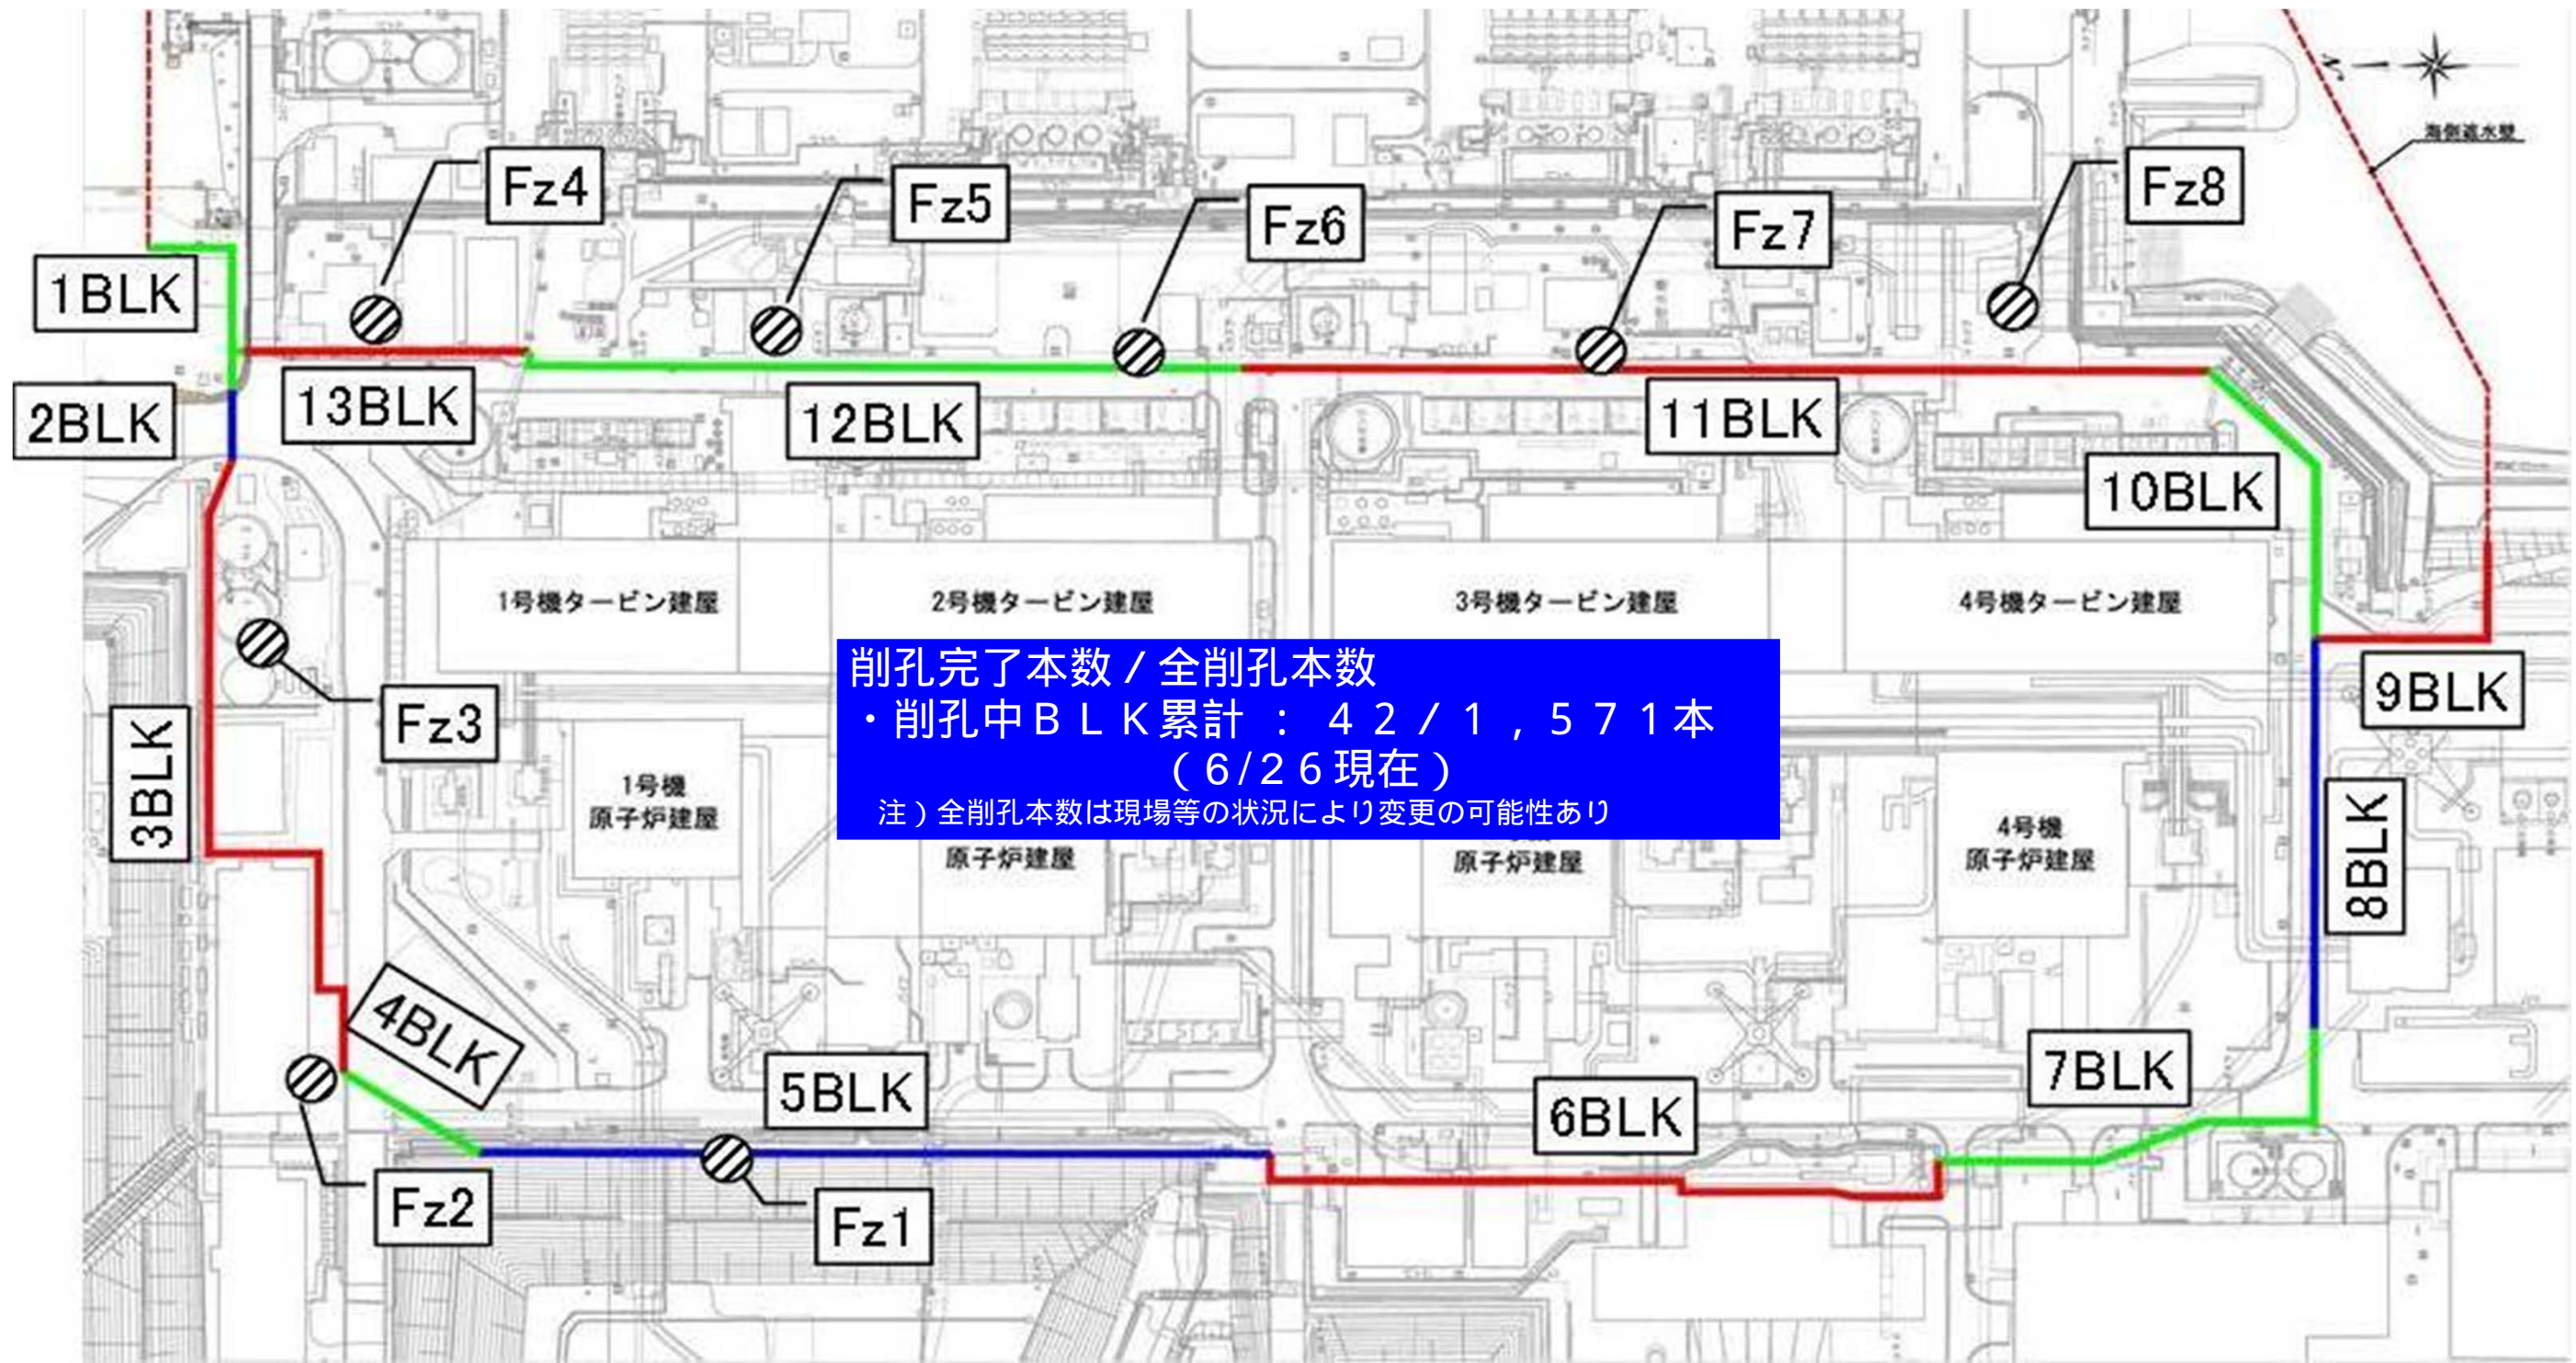 N
海側遮水壁
Fz4
Fz5
Fz6
Fz7
Fz8
1BLK
2BLK
13BLK
12BLK
11BLK
10BLK
1号機タービン建屋
2号機タービン建屋
3号機タービン建屋
4号機タービン建屋
削孔完了本数/全削孔本数
・削孔中BLK累計 : 42/1,571本
(6/26現在)
注)全削孔本数は現場等の状況により変更の可能性あり
9BLK
Fz3
3BLK
1号機
原子炉建屋
原子炉建屋
原子炉建屋
4号機
原子炉建屋
8BLK
4BLK
5BLK
6BLK
7BLK
Fz2
Fz1